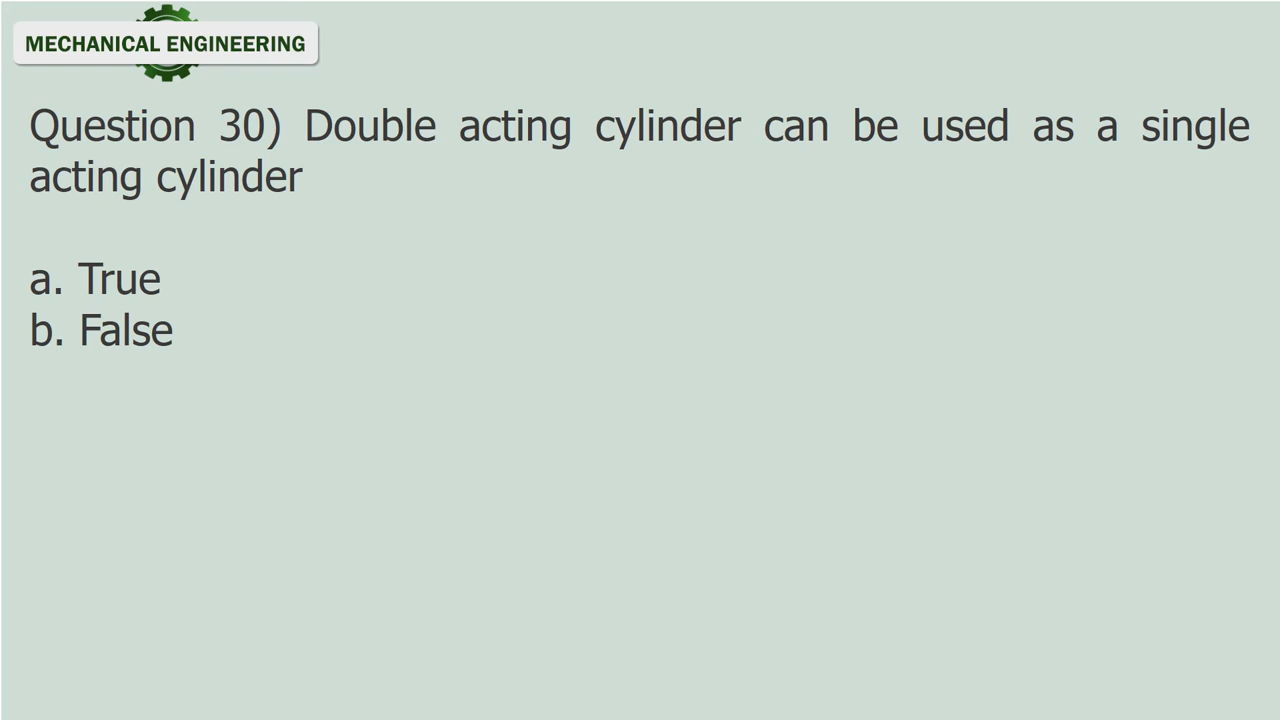 MECHANICAL ENGINEERING
Question 30) Double acting cylinder can be used as a single
acting cylinder
a. True
b. False